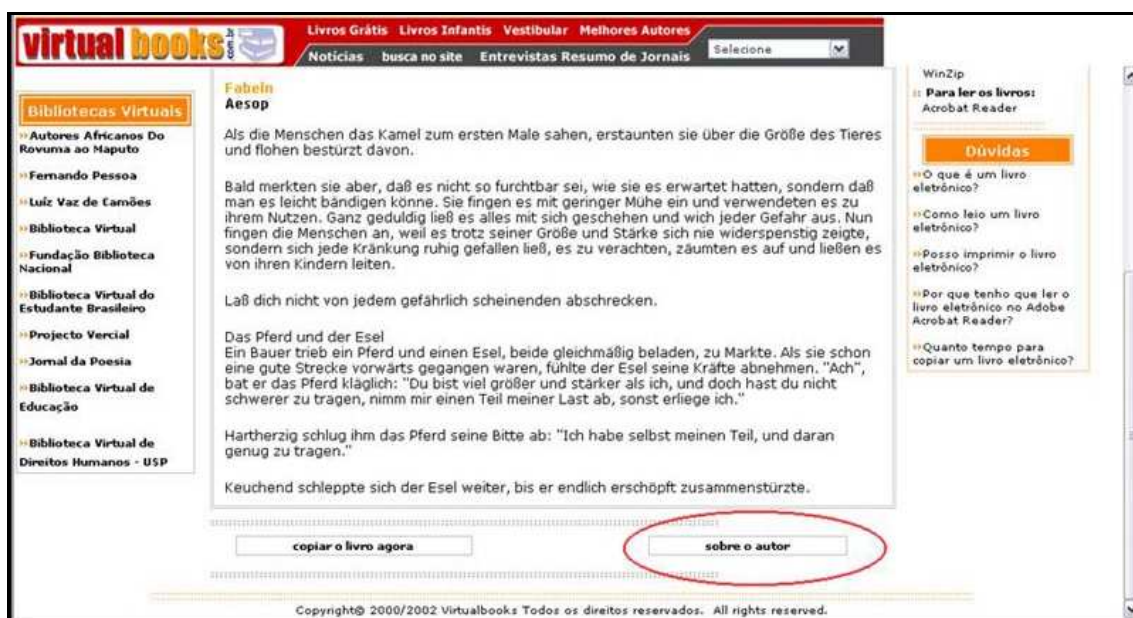 virtual books
.com.br
Livros Grátis Livros Infantis Vestibular Melhores Autores
Notícias busca no site Entrevistas Resumo de Jornais
Selecione
Bibliotecas Virtuais
Autores Africanos Do
Rovuma ao Maputo
Fernando Pessoa
Luíz Vaz de Camões
Biblioteca Virtual
Fundação Biblioteca
Nacional
Biblioteca Virtual do
Estudante Brasileiro
Projecto Vercial
Jornal da Poesia
Biblioteca Virtual de
Educação
Biblioteca Virtual de
Direitos Humanos - USP
Fabeln
Aesop
Als die Menschen das Kamel zum ersten Male sahen, erstaunten sie über die Größe des Tieres
und flohen bestürzt davon.
Bald merkten sie aber, daß es nicht so furchtbar sei, wie sie es erwartet hatten, sondern daß
man es leicht bändigen könne. Sie fingen es mit geringer Mühe ein und verwendeten es zu
ihrem Nutzen. Ganz geduldig ließ es alles mit sich geschehen und wich jeder Gefahr aus. Nun
fingen die Menschen an, weil es trotz seiner Größe und Stärke sich nie widerspenstig zeigte,
sondern sich jede Kränkung ruhig gefallen ließ, es zu verachten, zäumten es auf und ließen es
von ihren Kindern leiten.
Laß dich nicht von jedem gefährlich scheinenden abschrecken.
Das Pferd und der Esel
Ein Bauer trieb ein Pferd und einen Esel, beide gleichmäßig beladen, zu Markte. Als sie schon
eine gute Strecke vorwärts gegangen waren, fühlte der Esel seine Kräfte abnehmen. "Ach",
bat er das Pferd kläglich: "Du bist viel größer und stärker als ich, und doch hast du nicht
schwerer zu tragen, nimm mir einen Teil meiner Last ab, sonst erliege ich."
Hartherzig schlug ihm das Pferd seine Bitte ab: "Ich habe selbst meinen Teil, und daran
genug zu tragen."
Keuchend schleppte sich der Esel weiter, bis er endlich erschöpft zusammenstürzte.
copiar o livro agora
sobre o autor
WinZip
Para ler os livros:
Acrobat Reader
Dúvidas
O que é um livro
eletrônico?
Como leio um livro
eletrônico?
Posso imprimir o livro
eletrônico?
Por que tenho que ler o
livro eletrônico no Adobe
Acrobat Reader?
Quanto tempo para
copiar um livro eletrônico?
Copyright© 2000/2002 Virtualbooks Todos os direitos reservados. All rights reserved.